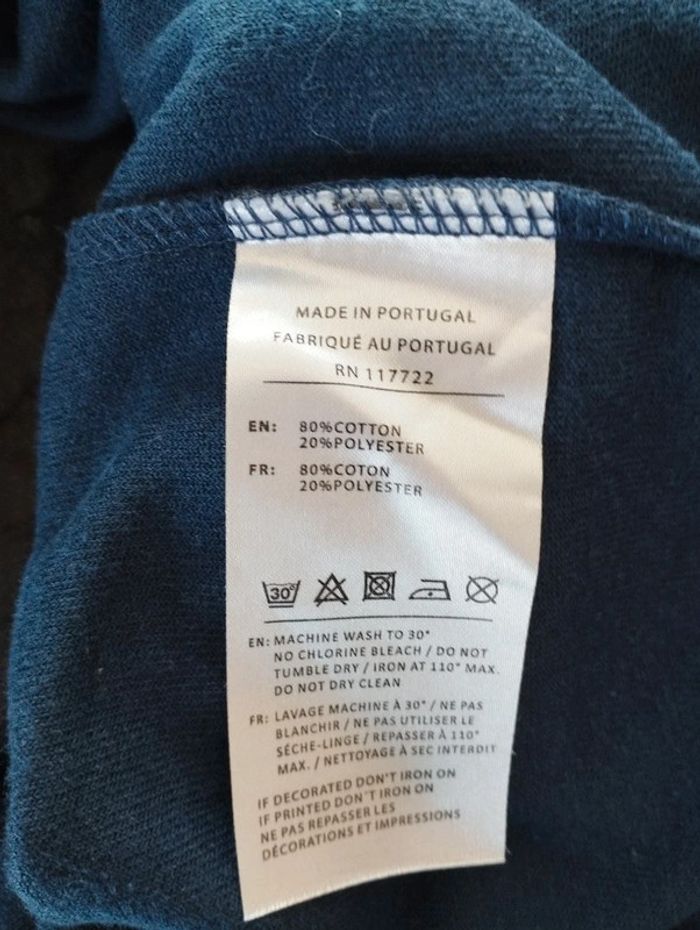 MADE IN PORTUGAL
FABRIQUÉ AU PORTUGAL
RN 117722
EN: 80%COTTON
20%POLYESTER
FR: 80%COTON
20%POLYESTER
30°
EN: MACHINE WASH TO 30°
NO CHLORINE BLEACH / DO NOT
TUMBLE DRY / IRON AT 110° MAX.
DO NOT DRY CLEAN
FR: LAVAGE MACHINE À 30° / NE PAS
BLANCHIR / NE PAS UTILISER LE
SÉCHE-LINGE / REPASSER À 110°
MAX. / NETTOYAGE À SEC INTERDIT
IF DECORATED DON'T IRON ON
IF PRINTED DON'T IRON ON
NE PAS REPASSER LES
DÉCORATIONS ET IMPRESSIONS